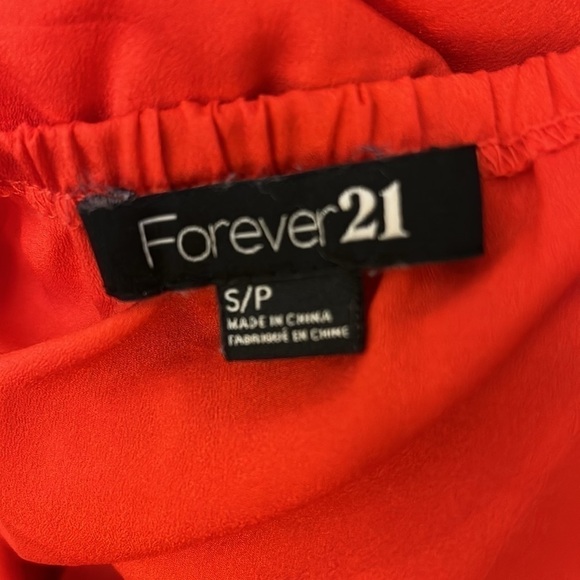 Forever21
S/P
MADE IN CHINA
FABRIQUÉ EN CHINE